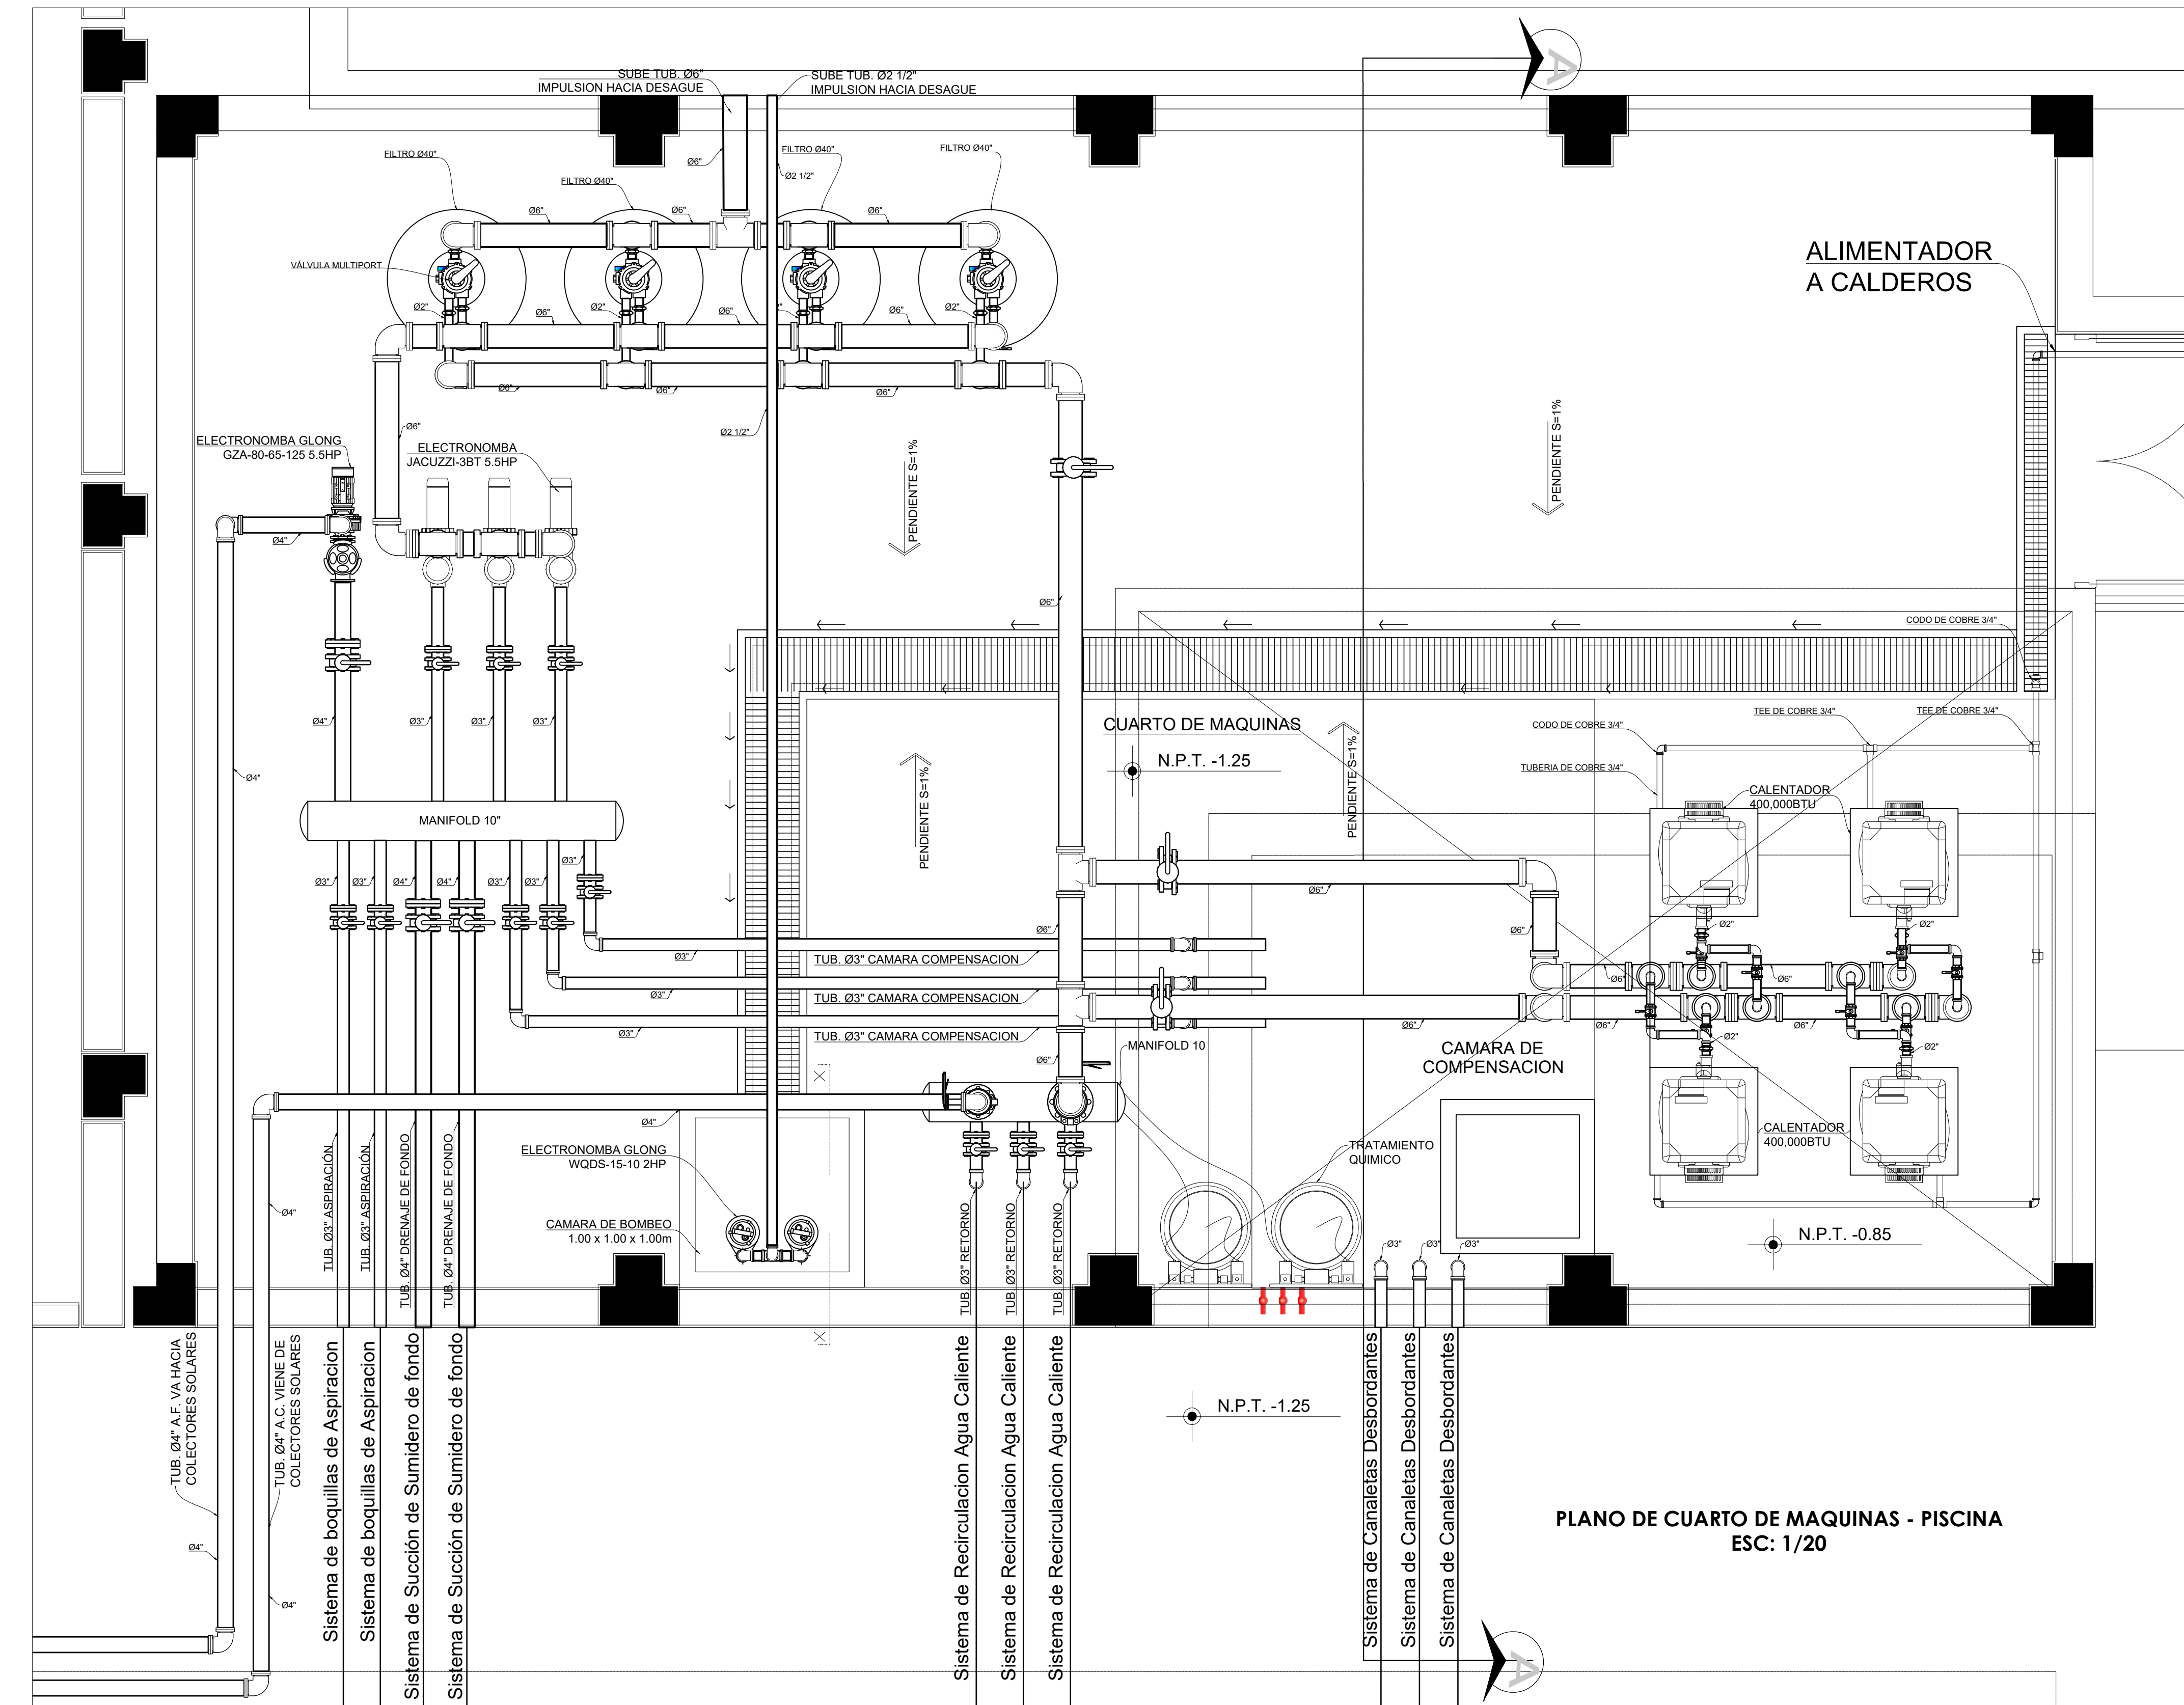 SUBE TUB. Ø6"
IMPULSION HACIA DESAGUE
SUBE TUB. Ø2 1/2"
IMPULSION HACIA DESAGUE
A
FILTRO Ø40"
FILTRO Ø40"
FILTRO Ø40"
FILTRO Ø40"
Ø6"
Ø2 1/2"
Ø6"
Ø6"
Ø6"
VÁLVULA MULTIPORT
ALIMENTADOR
A CALDEROS
Ø2"
Ø6"
Ø2"
Ø6"
Ø6"
Ø2"
Ø6"
Ø6"
Ø6"
Ø6"
Ø2 1/2"
ELECTRONOMBA GLONG
GZA-80-65-125 5.5HP
ELECTRONOMBA
JACUZZI-3BT 5.5HP
PENDIENTE S=1%
PENDIENTE S=1%
Ø4"
Ø6"
CODO DE COBRE 3/4"
Ø4"
Ø3"
Ø3"
Ø3"
Ø4"
CUARTO DE MAQUINAS
N.P.T. -1.25
PENDIENTE S=1%
PENDIENTE S=1%
CODO DE COBRE 3/4"
TEE DE COBRE 3/4"
TEE DE COBRE 3/4"
TUBERIA DE COBRE 3/4"
CALENTADOR
400,000BTU
MANIFOLD 10"
Ø3"
Ø3"
Ø4"
Ø4"
Ø3"
Ø3"
Ø3"
Ø6"
Ø6"
Ø6"
Ø2"
Ø2"
Ø3"
TUB. Ø3" CAMARA COMPENSACION
Ø3"
TUB. Ø3" CAMARA COMPENSACION
Ø3"
TUB. Ø3" CAMARA COMPENSACION
Ø6"
Ø6"
Ø6"
Ø6"
Ø6"
Ø6"
Ø2"
Ø2"
MANIFOLD 10
CAMARA DE
COMPENSACION
X
Ø4"
ELECTRONOMBA GLONG
WQDS-15-10 2HP
TRATAMIENTO
QUIMICO
CALENTADOR
400,000BTU
CAMARA DE BOMBEO
1.00 x 1.00 x 1.00m
Ø4"
TUB. Ø3" ASPIRACIÓN
TUB. Ø3" ASPIRACIÓN
TUB. Ø4" DRENAJE DE FONDO
TUB. Ø4" DRENAJE DE FONDO
TUB. Ø3" RETORNO
TUB. Ø3" RETORNO
TUB. Ø3" RETORNO
Ø3"
Ø3"
Ø3"
N.P.T. -0.85
X
TUB. Ø4" A.F. VA HACIA
COLECTORES SOLARES
TUB. Ø4" A.C. VIENE DE
COLECTORES SOLARES
Sistema de boquillas de Aspiracion
Sistema de boquillas de Aspiracion
Sistema de Succión de Sumidero de fondo
Sistema de Succión de Sumidero de fondo
Sistema de Recirculacion Agua Caliente
Sistema de Recirculacion Agua Caliente
Sistema de Recirculacion Agua Caliente
N.P.T. -1.25
Sistema de Canaletas Desbordantes
Sistema de Canaletas Desbordantes
Sistema de Canaletas Desbordantes
Ø4"
Ø4"
PLANO DE CUARTO DE MAQUINAS - PISCINA
ESC: 1/20
A